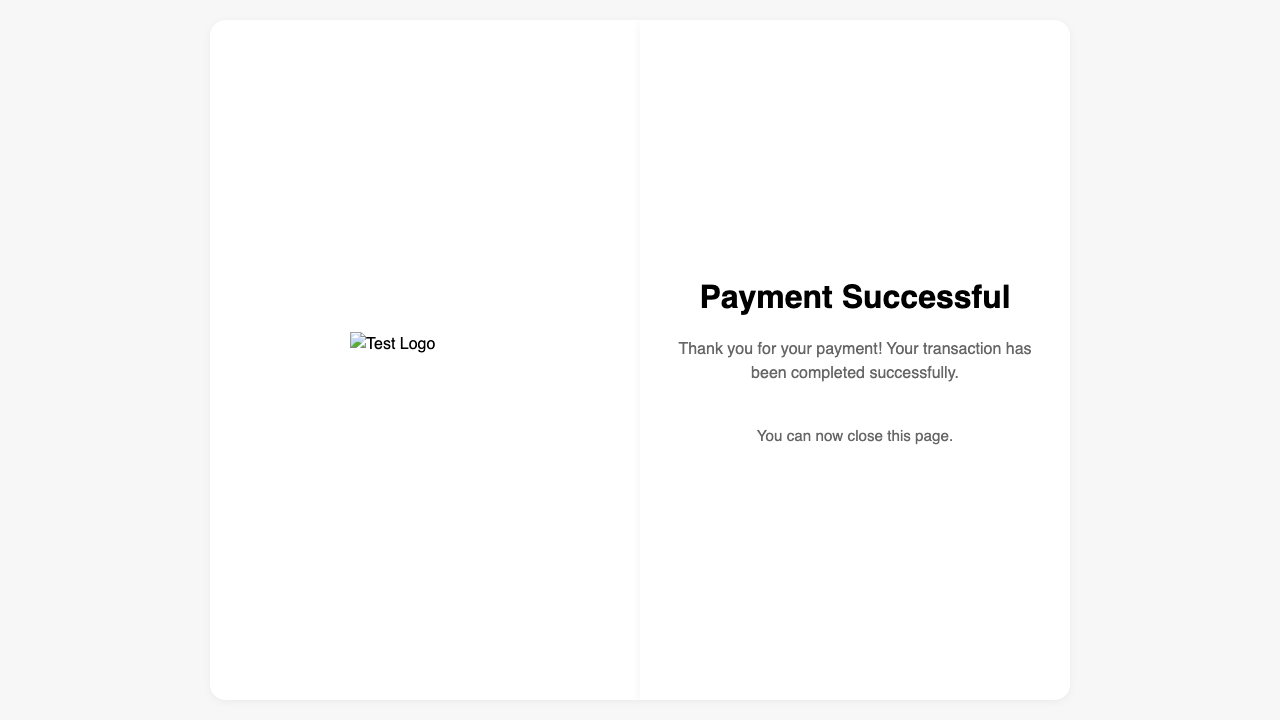 Test Logo
Payment Successful
Thank you for your payment! Your transaction has
been completed successfully.
You can now close this page.